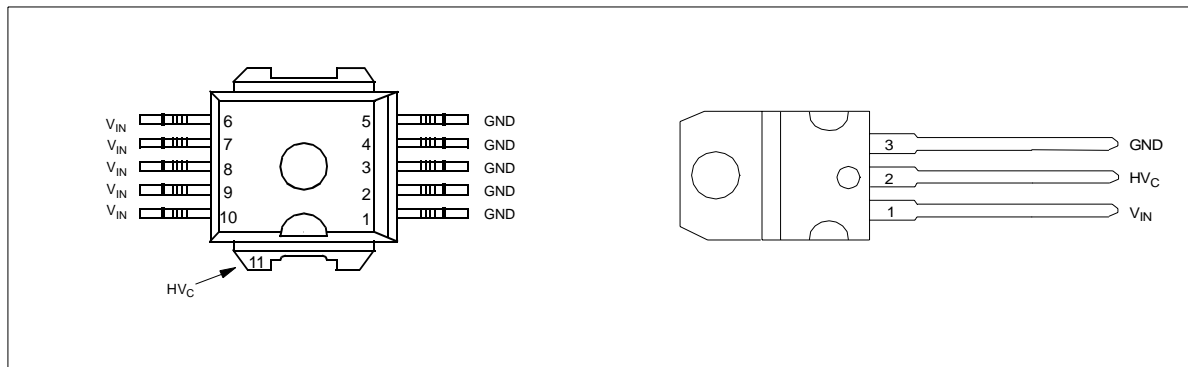 V_IN 6 5 GND
V_IN 7 4 GND
V_IN 8 3 GND
V_IN 9 2 GND
V_IN 10 1 GND
11
HV_C
3 GND
2 HV_C
1 V_IN